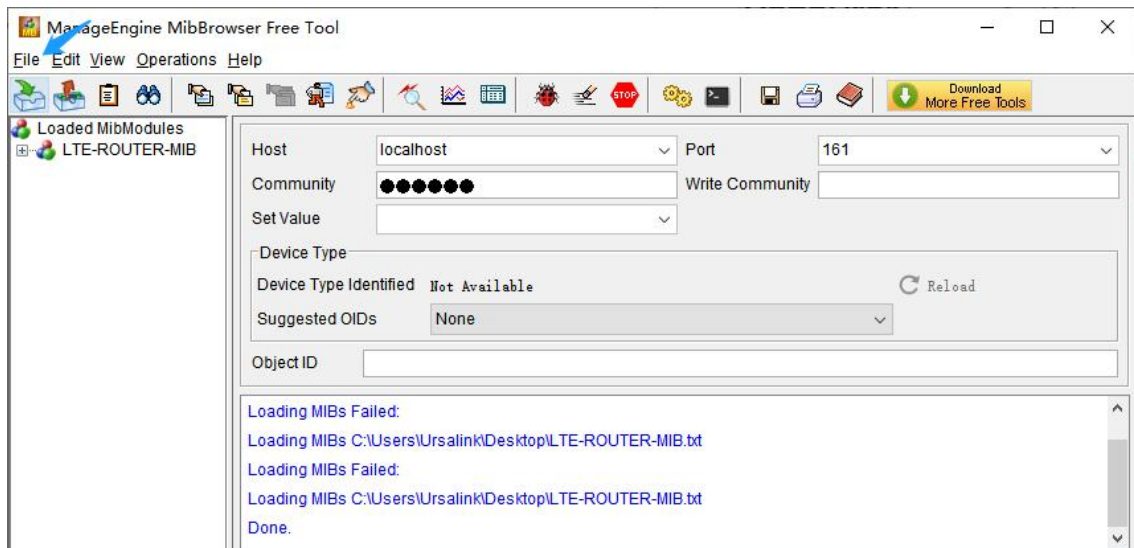 ManageEngine MibBrowser Free Tool
File Edit View Operations Help
STOP
Download
More Free Tools
Loaded MibModules
LTE-ROUTER-MIB
Host localhost Port 161
Community ●●●●●● Write Community
Set Value
Device Type
Device Type Identified Not Available Reload
Suggested OIDs None
Object ID
Loading MIBs Failed:
Loading MIBs C:\Users\Ursalink\Desktop\LTE-ROUTER-MIB.txt
Loading MIBs Failed:
Loading MIBs C:\Users\Ursalink\Desktop\LTE-ROUTER-MIB.txt
Done.